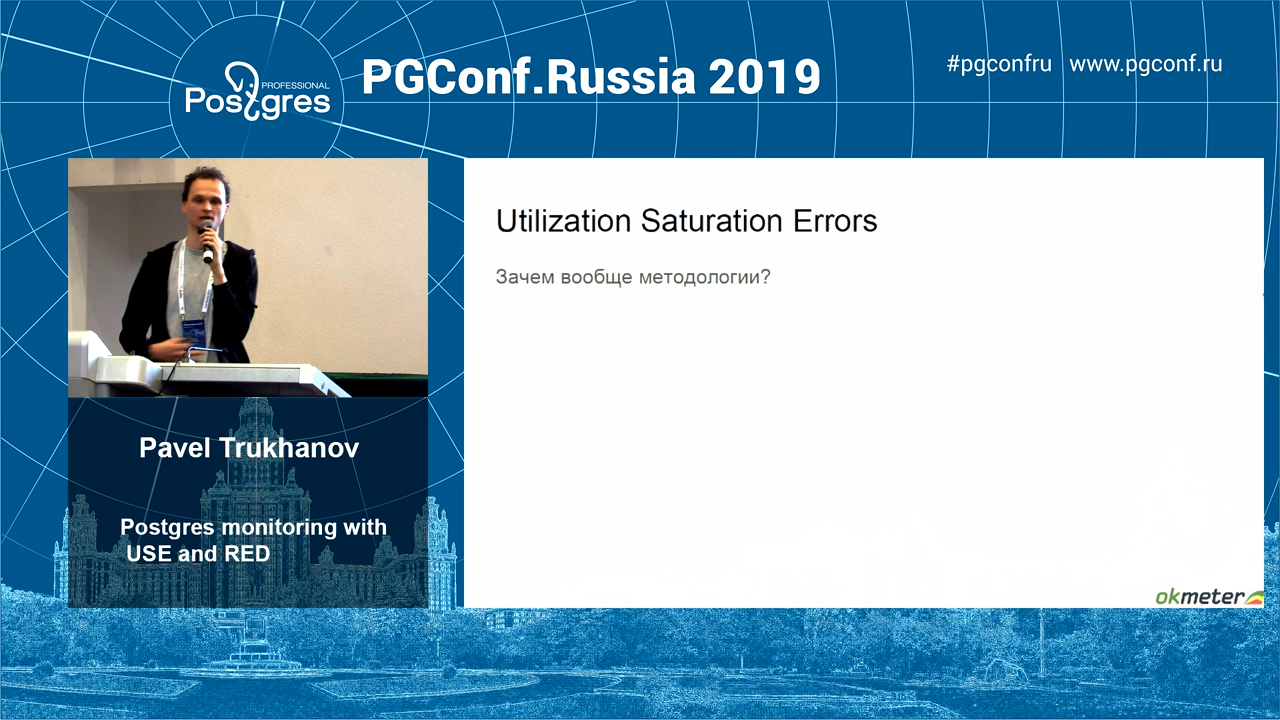 PROFESSIONAL
Postgres
PGConf.Russia 2019
#pgconfru www.pgconf.ru
Utilization Saturation Errors
Зачем вообще методологии?
Pavel Trukhanov
Postgres monitoring with
USE and RED
okmeter